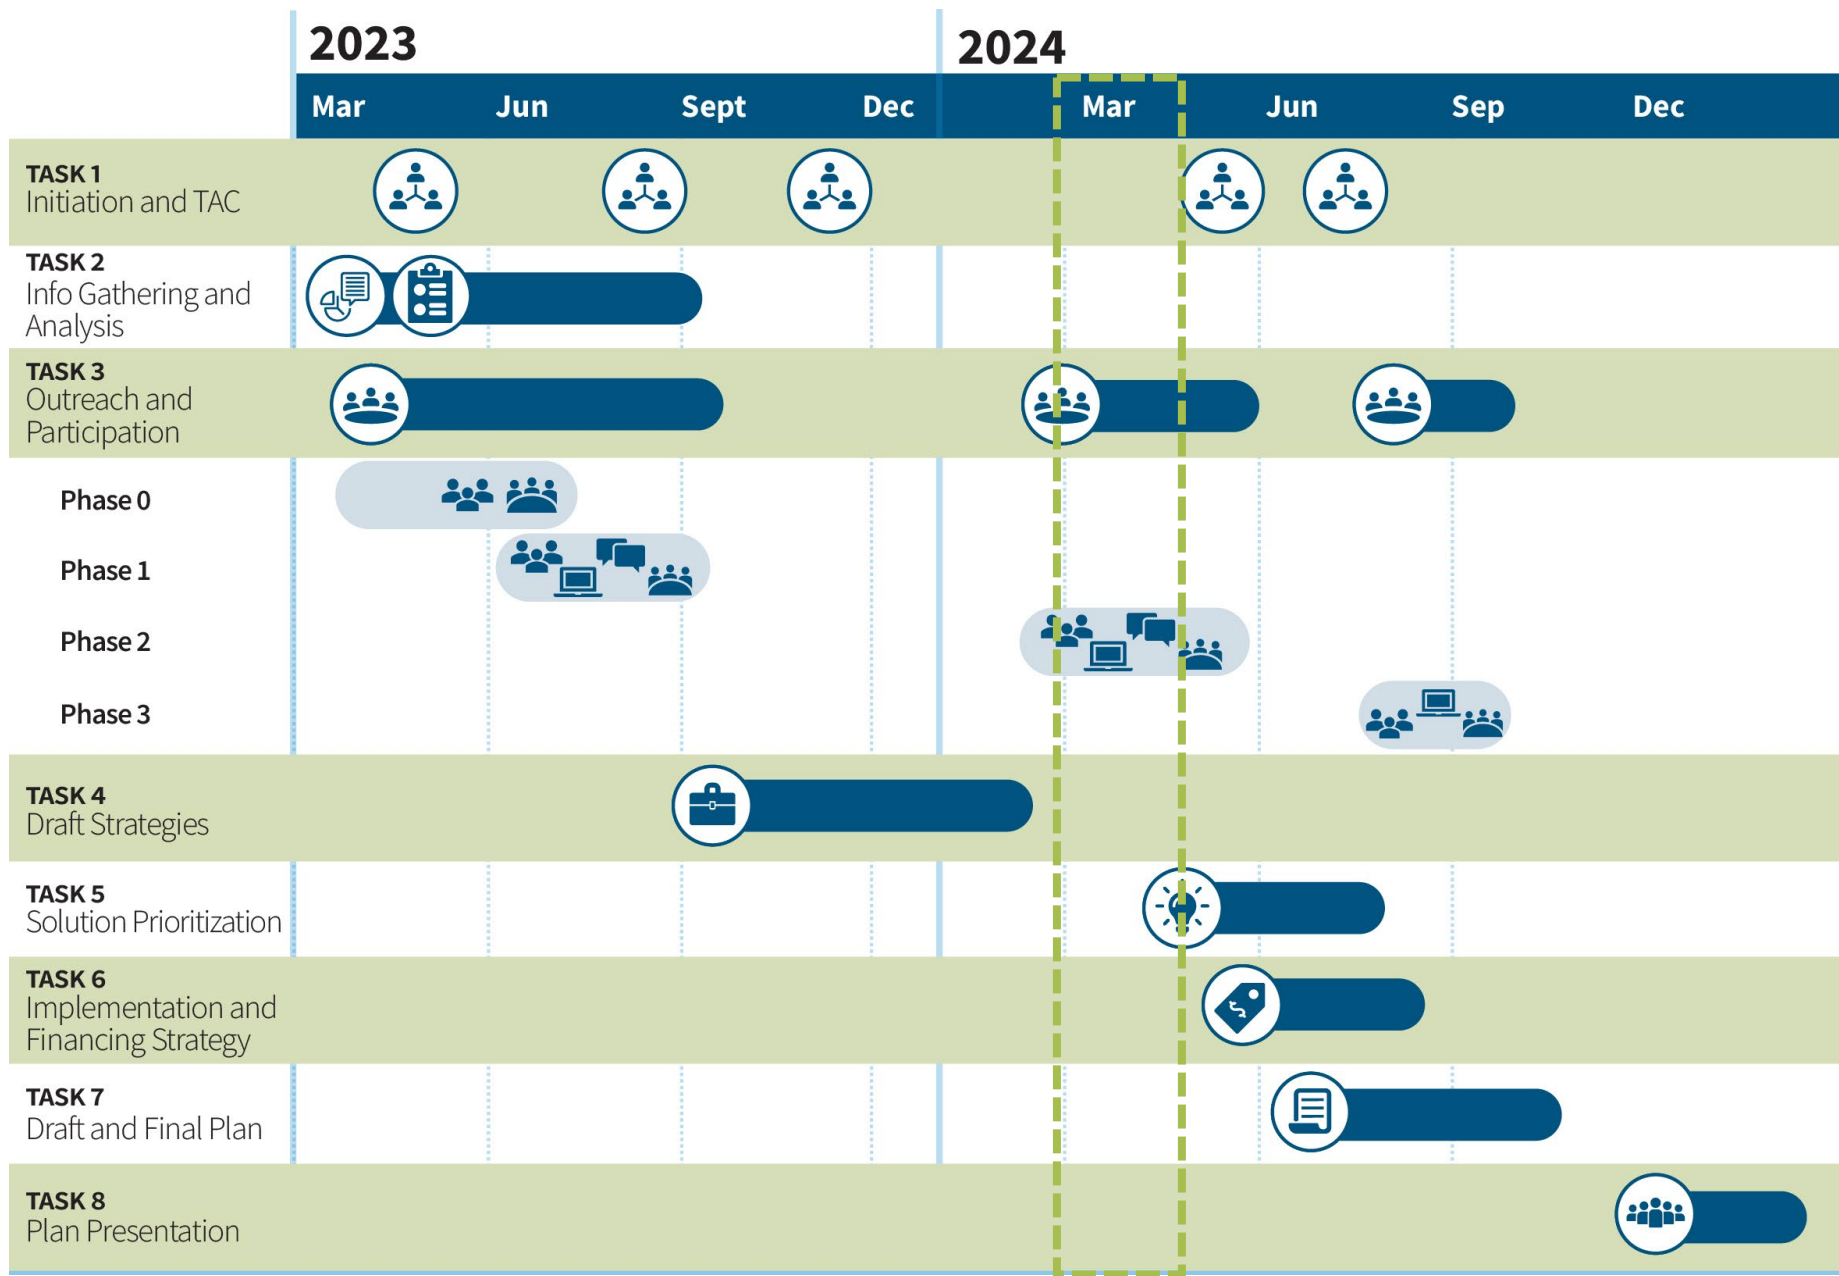 2023
2024
Mar Jun Sept Dec Mar Jun Sep Dec
TASK 1
Initiation and TAC
TASK 2
Info Gathering and
Analysis
TASK 3
Outreach and
Participation
Phase 0
Phase 1
Phase 2
Phase 3
TASK 4
Draft Strategies
TASK 5
Solution Prioritization
TASK 6
Implementation and
Financing Strategy
TASK 7
Draft and Final Plan
TASK 8
Plan Presentation